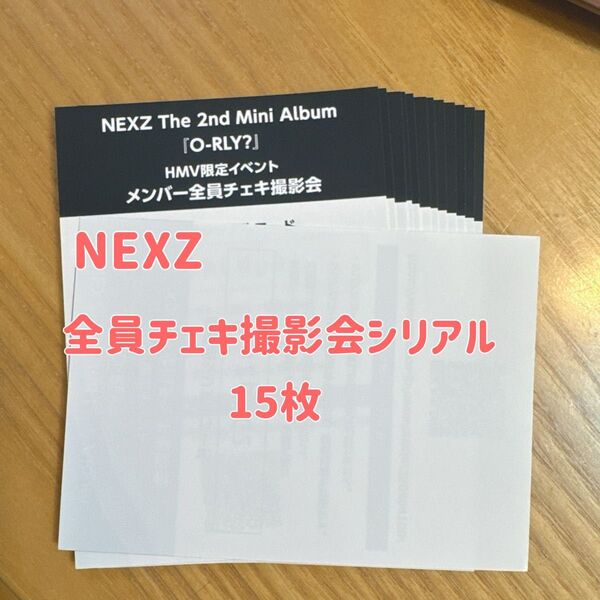 NEXZ The 2nd Mini Album
『O-RLY?』
HMV限定イベント
メンバー全員チェキ撮影会
NEXZ
全員チェキ撮影会シリアル
15枚